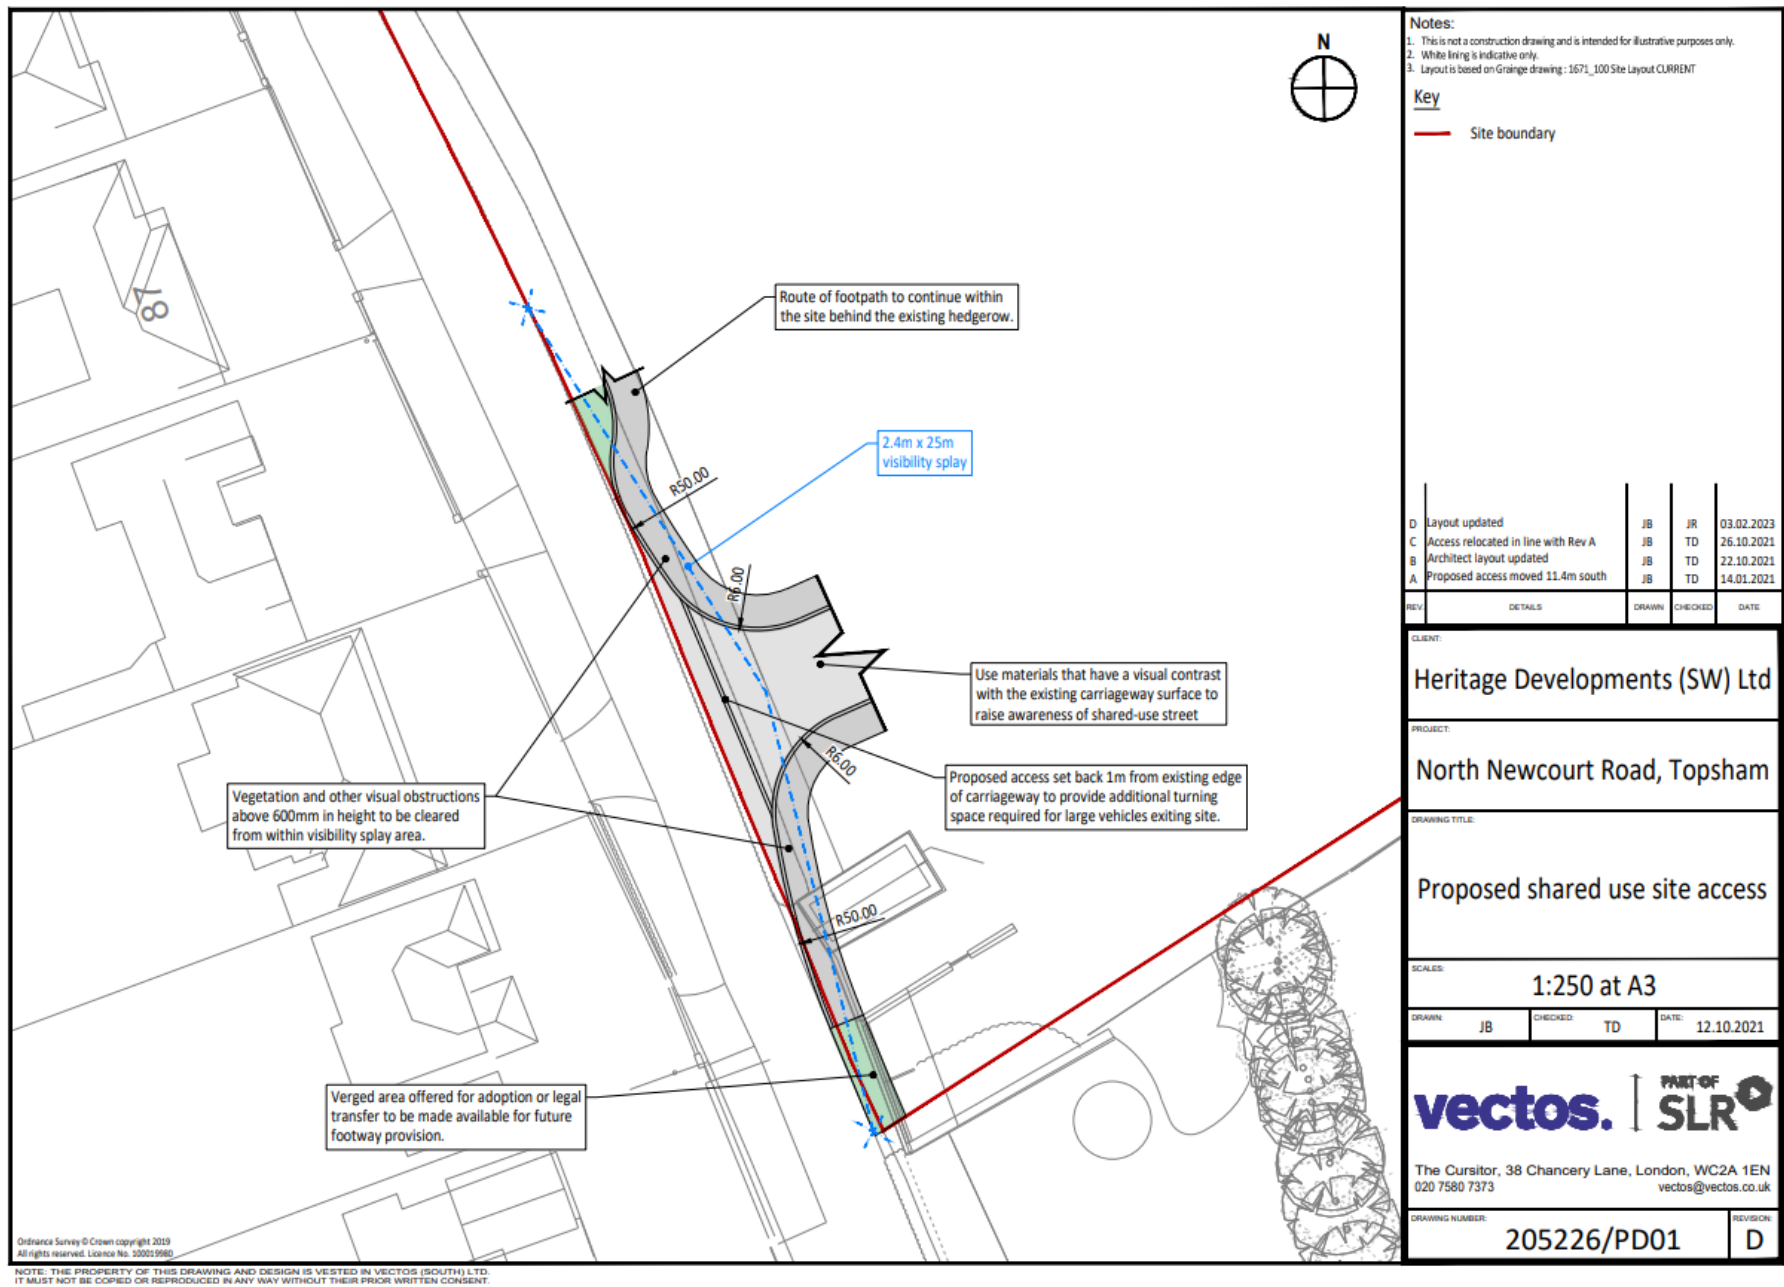 N
87
Route of footpath to continue within
the site behind the existing hedgerow.
2.4m x 25m
visibility splay
R50.00
R6.00
Use materials that have a visual contrast
with the existing carriageway surface to
raise awareness of shared-use street
R6.00
Proposed access set back 1m from existing edge
of carriageway to provide additional turning
space required for large vehicles exiting site.
Vegetation and other visual obstructions
above 600mm in height to be cleared
from within visibility splay area.
R50.00
Verged area offered for adoption or legal
transfer to be made available for future
footway provision.
Ordnance Survey © Crown copyright 2019
All rights reserved. Licence No. 100019980
NOTE: THE PROPERTY OF THIS DRAWING AND DESIGN IS VESTED IN VECTOS (SOUTH) LTD.
IT MUST NOT BE COPIED OR REPRODUCED IN ANY WAY WITHOUT THEIR PRIOR WRITTEN CONSENT.
Notes:
1. This is not a construction drawing and is intended for illustrative purposes only.
2. White lining is indicative only.
3. Layout is based on Grainge drawing : 1671_100 Site Layout CURRENT
Key
Site boundary
D Layout updated JB JR 03.02.2023
C Access relocated in line with Rev A JB TD 26.10.2021
B Architect layout updated JB TD 22.10.2021
A Proposed access moved 11.4m south JB TD 14.01.2021
REV. DETAILS DRAWN CHECKED DATE
CLIENT:
Heritage Developments (SW) Ltd
PROJECT:
North Newcourt Road, Topsham
DRAWING TITLE:
Proposed shared use site access
SCALES:
1:250 at A3
DRAWN: JB CHECKED: TD DATE: 12.10.2021
vectos. PART OF SLR
The Cursitor, 38 Chancery Lane, London, WC2A 1EN
020 7580 7373 vectos@vectos.co.uk
DRAWING NUMBER: REVISION:
205226/PD01 D